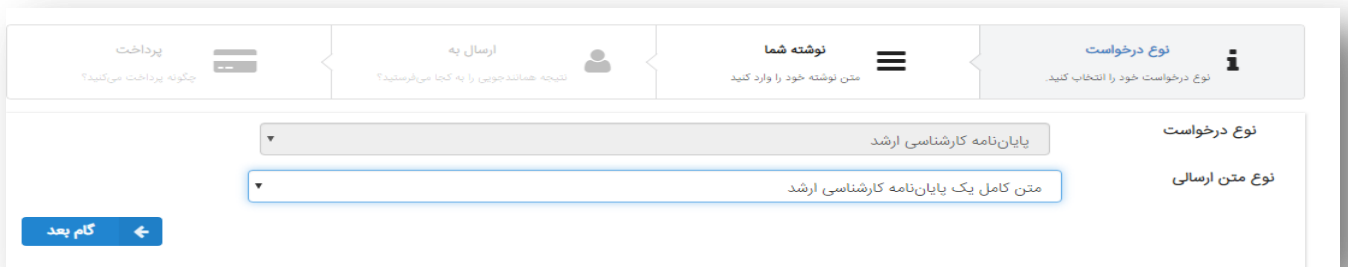 نوع درخواست
نوع درخواست خود را انتخاب کنید.
نوشته شما
متن نوشته خود را وارد کنید
ارسال به
نتیجه همانندجویی را به کجا می‌فرستید؟
پرداخت
چگونه پرداخت می‌کنید؟
نوع درخواست
پایان‌نامه کارشناسی ارشد
نوع متن ارسالی
متن کامل یک پایان‌نامه کارشناسی ارشد
گام بعد